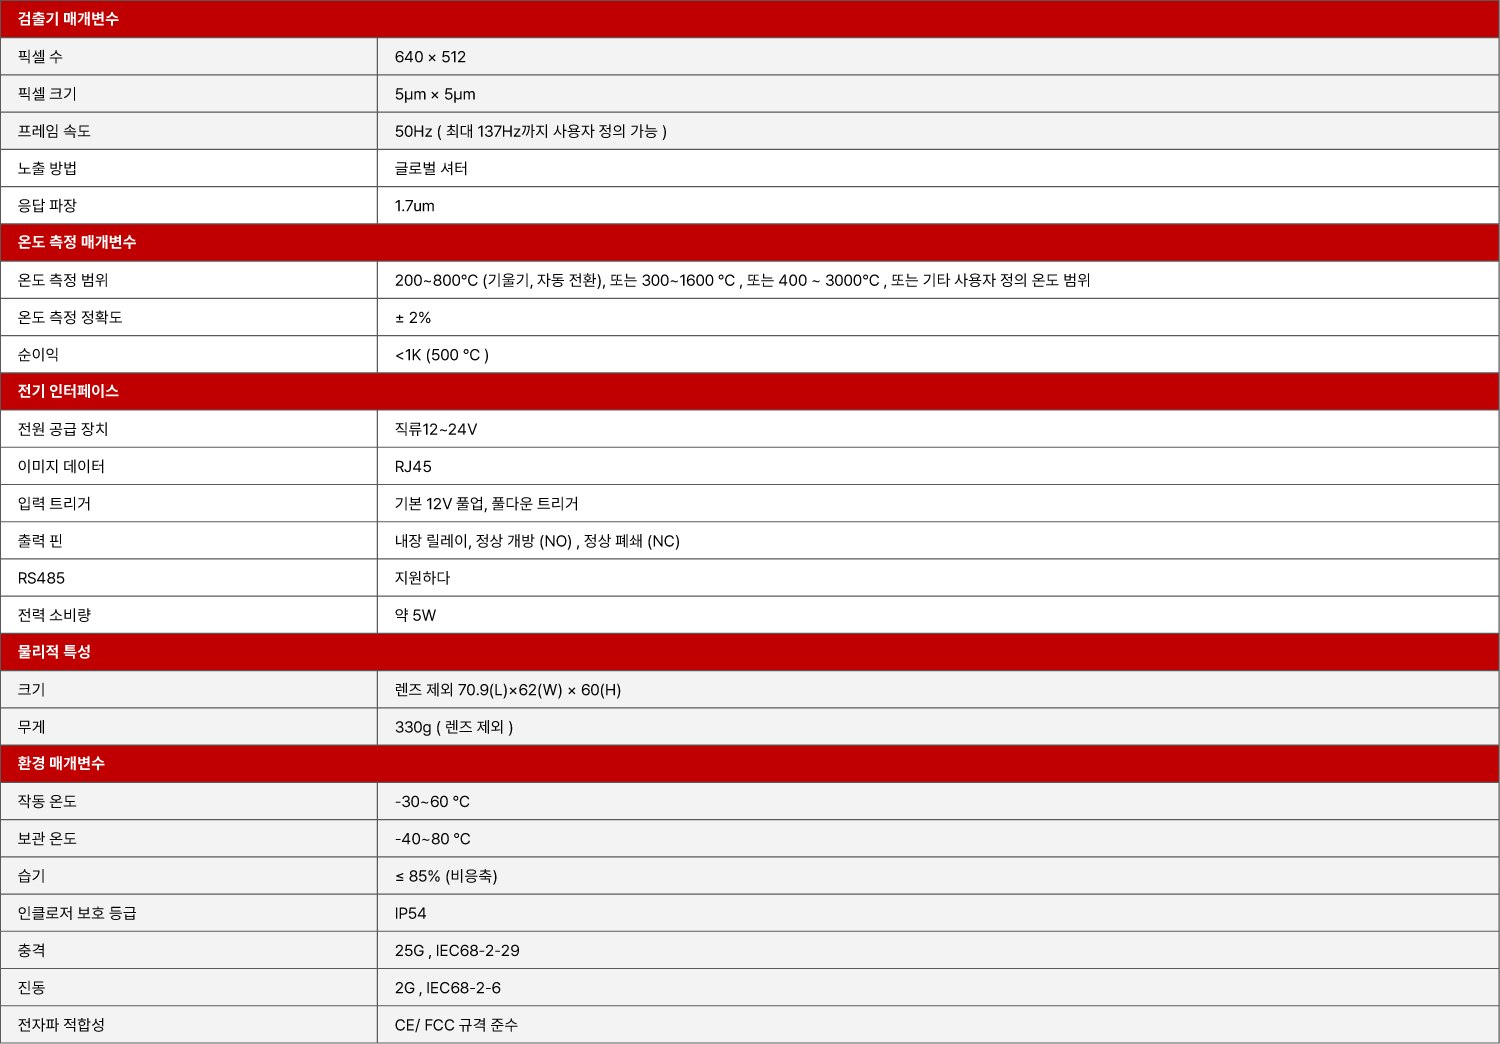 검출기 매개변수
픽셀 수 640 × 512
픽셀 크기 5μm × 5μm
프레임 속도 50Hz ( 최대 137Hz까지 사용자 정의 가능 )
노출 방법 글로벌 셔터
응답 파장 1.7um
온도 측정 매개변수
온도 측정 범위 200~800℃ (기울기, 자동 전환), 또는 300~1600 ℃ , 또는 400 ~ 3000℃ , 또는 기타 사용자 정의 온도 범위
온도 측정 정확도 ± 2%
순이익 <1K (500 ℃ )
전기 인터페이스
전원 공급 장치 직류12~24V
이미지 데이터 RJ45
입력 트리거 기본 12V 풀업, 풀다운 트리거
출력 핀 내장 릴레이, 정상 개방 (NO) , 정상 폐쇄 (NC)
RS485 지원하다
전력 소비량 약 5W
물리적 특성
크기 렌즈 제외 70.9(L)×62(W) × 60(H)
무게 330g ( 렌즈 제외 )
환경 매개변수
작동 온도 -30~60 ℃
보관 온도 -40~80 ℃
습기 ≤ 85% (비응축)
인클로저 보호 등급 IP54
충격 25G , IEC68-2-29
진동 2G , IEC68-2-6
전자파 적합성 CE/ FCC 규격 준수